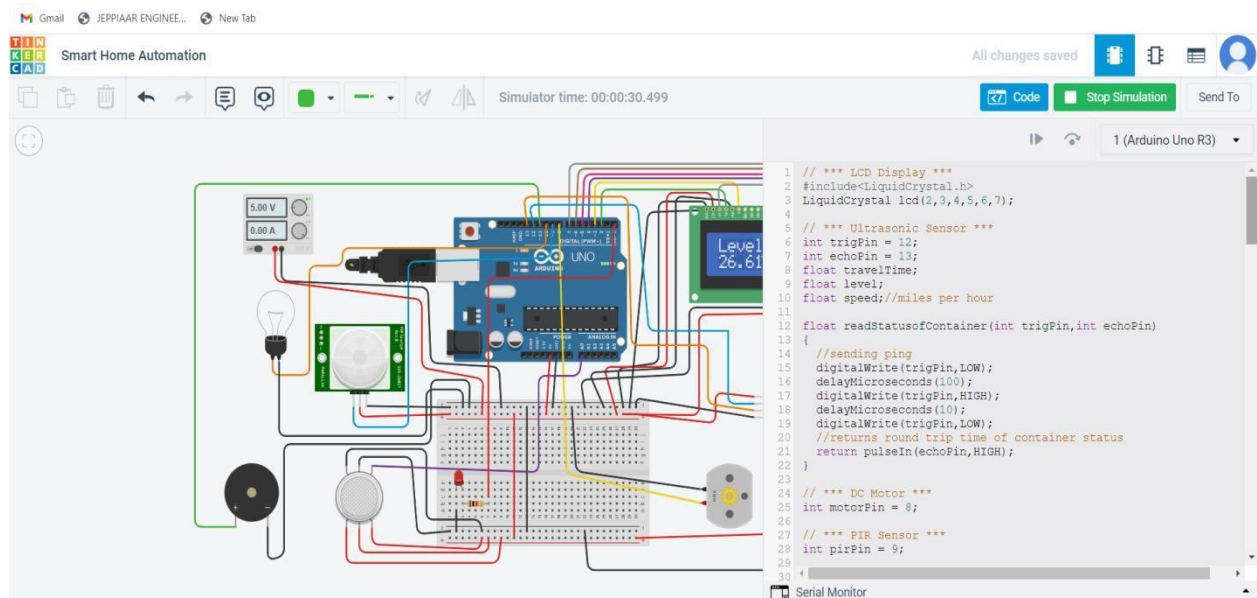 Gmail JEPPIAAR ENGINEE... New Tab
TIN
KER
CAD
Smart Home Automation
All changes saved
Simulator time: 00:00:30.499
Code
Stop Simulation
Send To
1 (Arduino Uno R3)
5.00 V
0.00 A
DIGITAL (PWM~)
UNO
ARDUINO
POWER ANALOG IN
Level
26.61
1 // *** LCD Display ***
2 #include<LiquidCrystal.h>
3 LiquidCrystal lcd(2,3,4,5,6,7);
4
5 // *** Ultrasonic Sensor ***
6 int trigPin = 12;
7 int echoPin = 13;
8 float travelTime;
9 float level;
10 float speed;//miles per hour
11
12 float readStatusofContainer(int trigPin,int echoPin)
13 {
14 //sending ping
15 digitalWrite(trigPin,LOW);
16 delayMicroseconds(100);
17 digitalWrite(trigPin,HIGH);
18 delayMicroseconds(10);
19 digitalWrite(trigPin,LOW);
20 //returns round trip time of container status
21 return pulseIn(echoPin,HIGH);
22 }
23
24 // *** DC Motor ***
25 int motorPin = 8;
26
27 // *** PIR Sensor ***
28 int pirPin = 9;
29
30
Serial Monitor